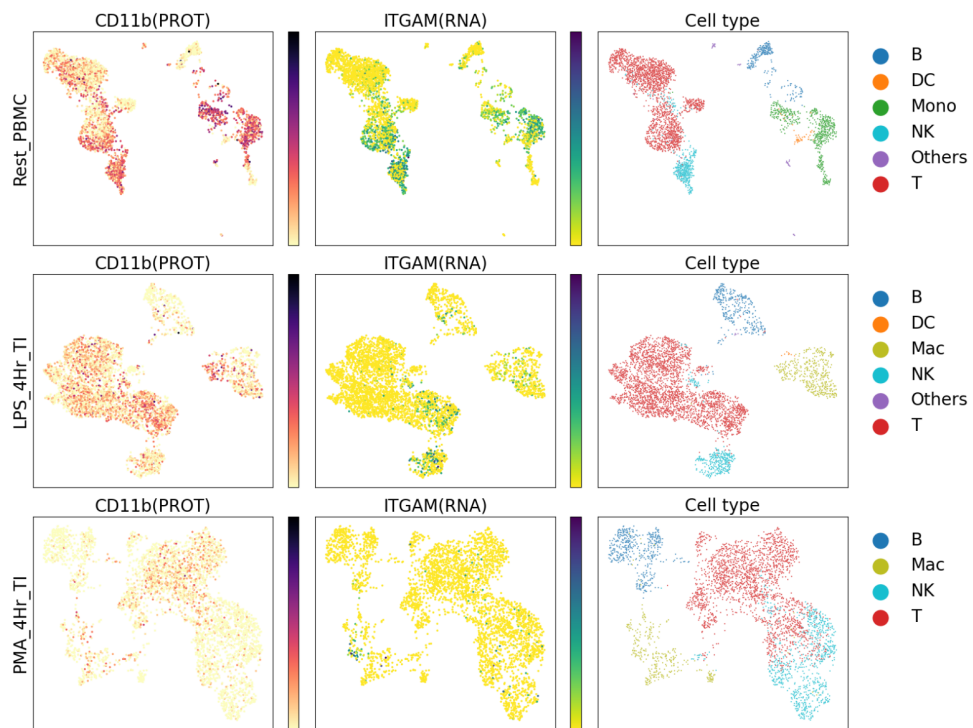 CD11b(PROT)
ITGAM(RNA)
Cell type
Rest_PBMC
B
DC
Mono
NK
Others
T
CD11b(PROT)
ITGAM(RNA)
Cell type
LPS_4Hr_TI
B
DC
Mac
NK
Others
T
CD11b(PROT)
ITGAM(RNA)
Cell type
PMA_4Hr_TI
B
Mac
NK
T